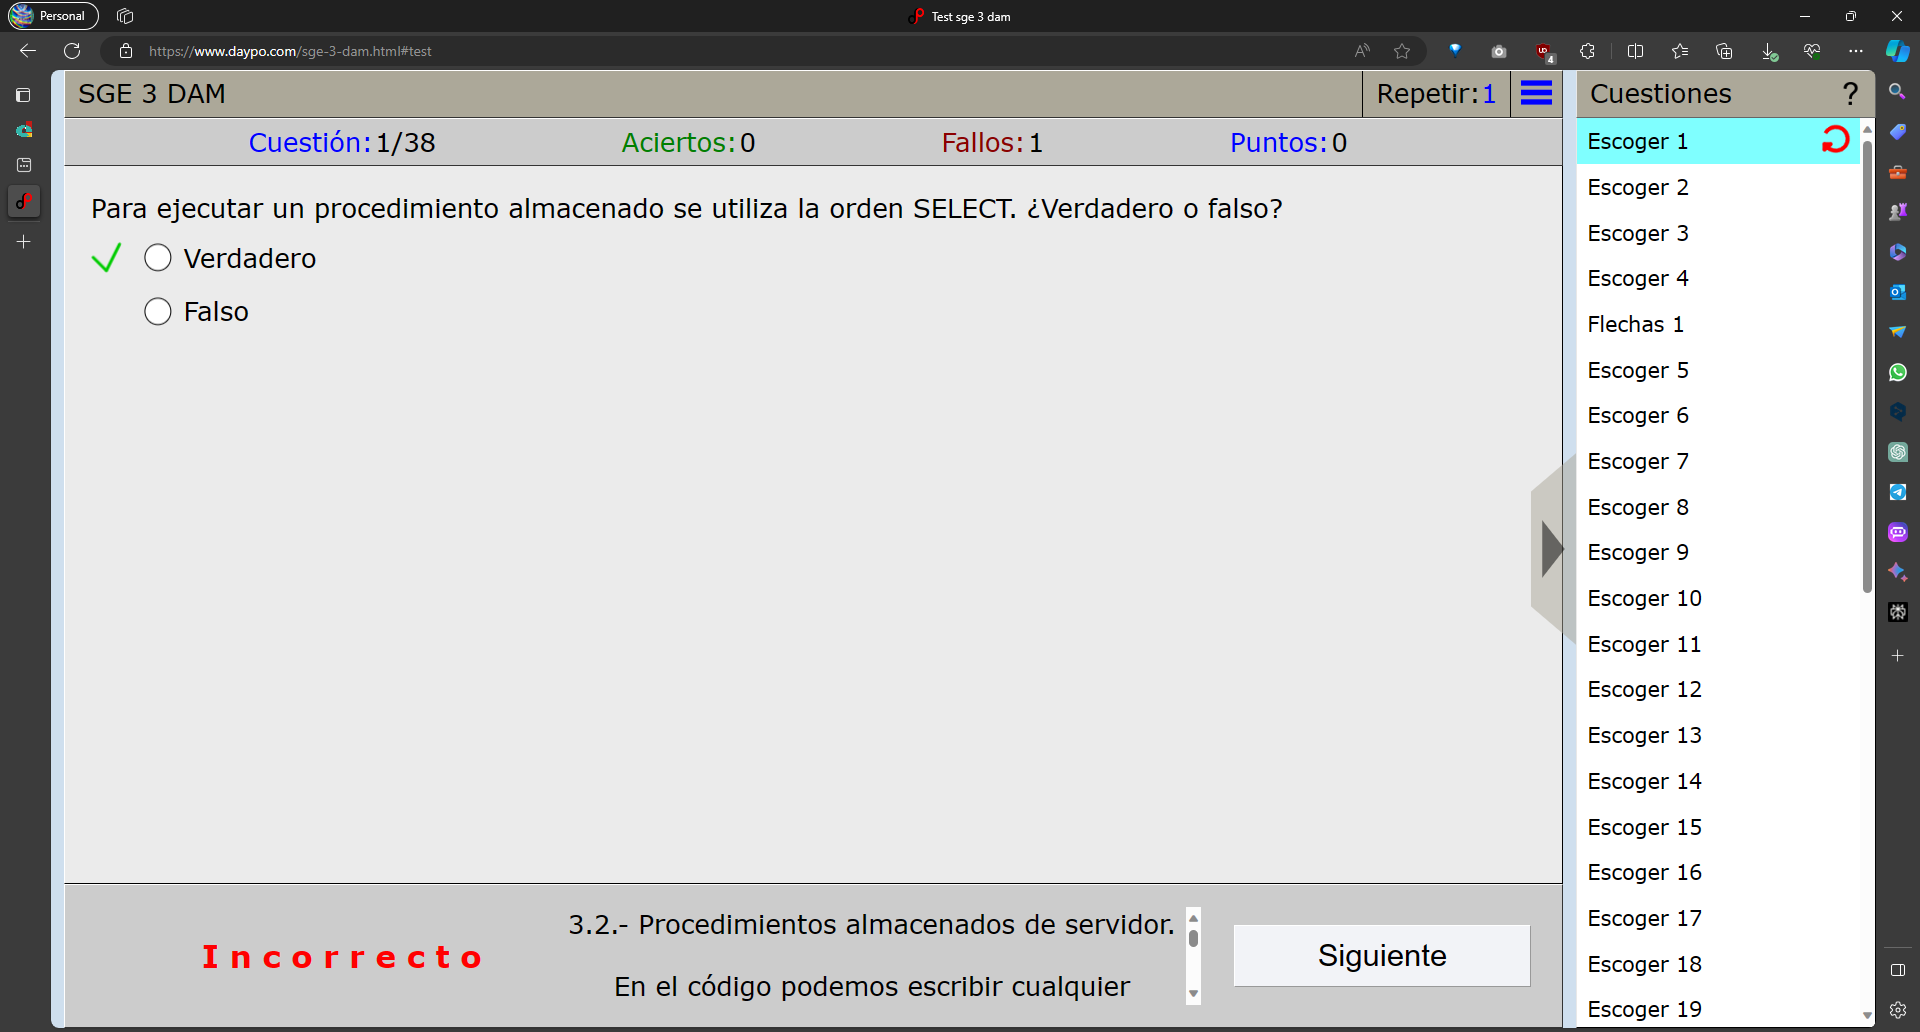 Personal
Test sge 3 dam
https://www.daypo.com/sge-3-dam.html#test
4
SGE 3 DAM
Repetir:1
Cuestiones
?
Cuestión:1/38
Aciertos:0
Fallos:1
Puntos:0
Para ejecutar un procedimiento almacenado se utiliza la orden SELECT. ¿Verdadero o falso?
Verdadero
Falso
Incorrecto
3.2.- Procedimientos almacenados de servidor.
En el código podemos escribir cualquier
Siguiente
Escoger 1
Escoger 2
Escoger 3
Escoger 4
Flechas 1
Escoger 5
Escoger 6
Escoger 7
Escoger 8
Escoger 9
Escoger 10
Escoger 11
Escoger 12
Escoger 13
Escoger 14
Escoger 15
Escoger 16
Escoger 17
Escoger 18
Escoger 19